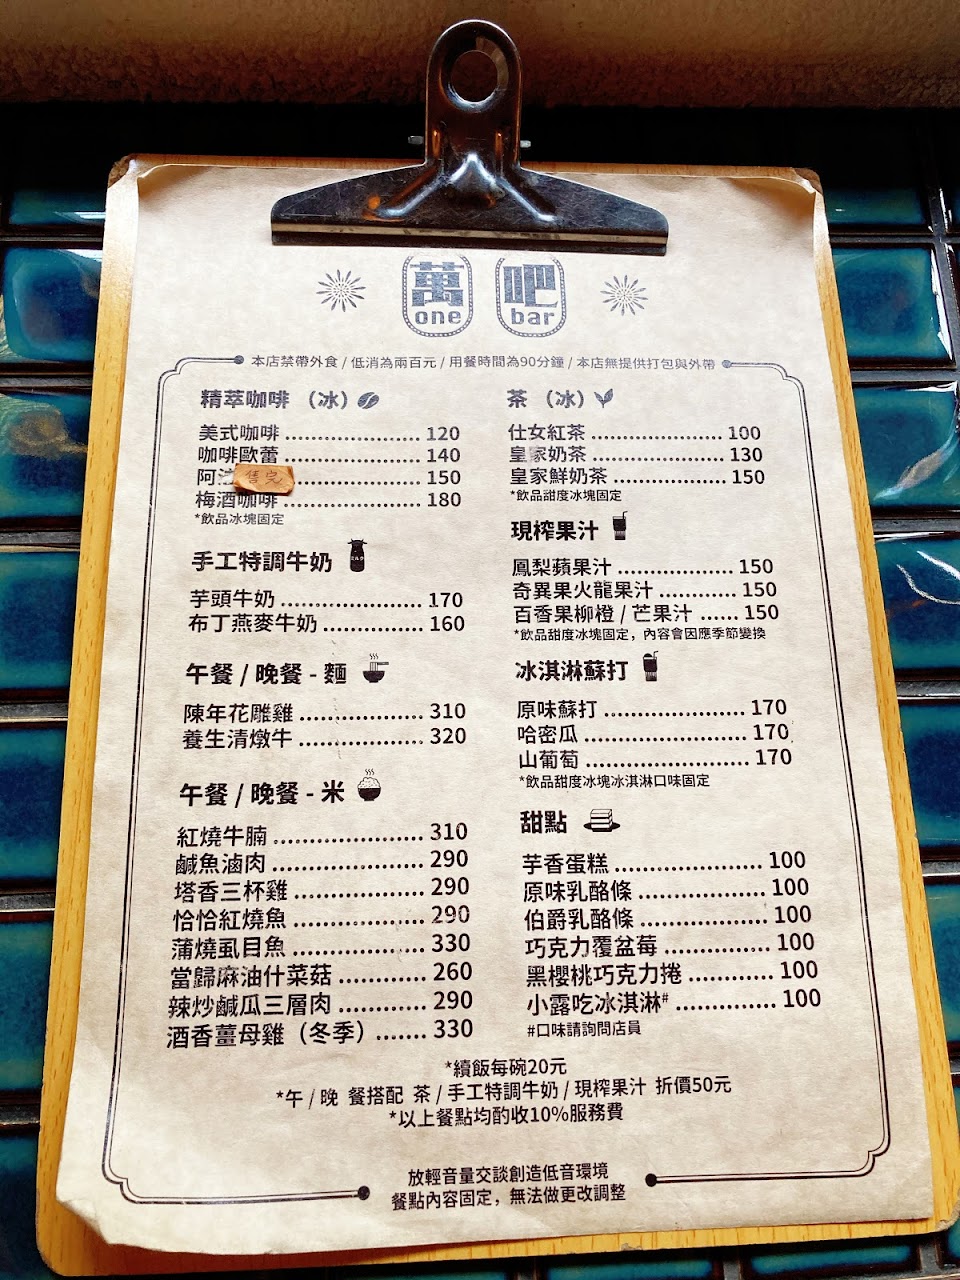 萬 吧
one bar
本店禁帶外食 / 低消為兩百元 / 用餐時間為90分鐘 / 本店無提供打包與外帶
精萃咖啡 （冰）
美式咖啡 ..................... 120
咖啡歐蕾 ..................... 140
阿 售完 ..................... 150
梅酒咖啡 ..................... 180
*飲品冰塊固定
手工特調牛奶
芋頭牛奶 ...................... 170
布丁燕麥牛奶 ............... 160
午餐 / 晚餐 - 麵
陳年花雕雞 ................... 310
養生清燉牛 ................... 320
午餐 / 晚餐 - 米
紅燒牛腩 ....................... 310
鹹魚滷肉 ....................... 290
塔香三杯雞 .................... 290
恰恰紅燒魚 .................... 290
蒲燒虱目魚 .................... 330
當歸麻油什菜菇 ............. 260
辣炒鹹瓜三層肉 ............. 290
酒香薑母雞（冬季）....... 330
茶 （冰）
仕女紅茶 ..................... 100
皇家奶茶 ..................... 130
皇家鮮奶茶 .................. 150
*飲品甜度冰塊固定
現榨果汁
鳳梨蘋果汁 ................... 150
奇異果火龍果汁 ............ 150
百香果柳橙 / 芒果汁 ...... 150
*飲品甜度冰塊固定，內容會因應季節變換
冰淇淋蘇打
原味蘇打 ....................... 170
哈密瓜 .......................... 170
山葡萄 .......................... 170
*飲品甜度冰塊冰淇淋口味固定
甜點
芋香蛋糕 ........................ 100
原味乳酪條 .................... 100
伯爵乳酪條 .................... 100
巧克力覆盆莓 ................ 100
黑櫻桃巧克力捲 ............. 100
小露吃冰淇淋# ............... 100
#口味請詢問店員
*續飯每碗20元
*午 / 晚 餐搭配 茶 / 手工特調牛奶 / 現榨果汁 折價50元
*以上餐點均酌收10%服務費
放輕音量交談創造低音環境
餐點內容固定，無法做更改調整